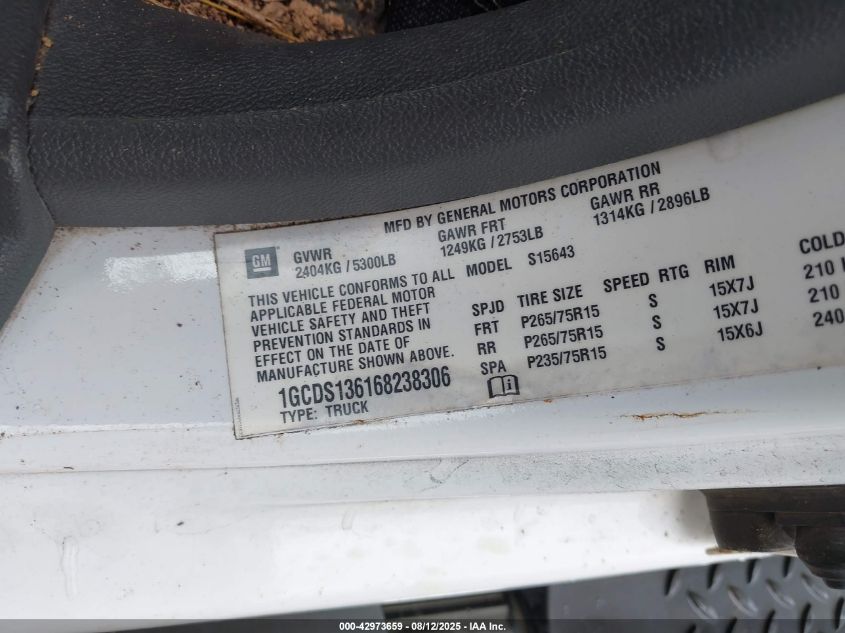 MFD BY GENERAL MOTORS CORPORATION
GM GVWR GAWR FRT GAWR RR
2404KG / 5300LB 1249KG / 2753LB 1314KG / 2896LB
THIS VEHICLE CONFORMS TO ALL
APPLICABLE FEDERAL MOTOR
VEHICLE SAFETY AND THEFT
PREVENTION STANDARDS IN
EFFECT ON THE DATE OF
MANUFACTURE SHOWN ABOVE.
1GCDS136168238306
TYPE: TRUCK
MODEL S15643
SPJD TIRE SIZE SPEED RTG RIM COLD
FRT P265/75R15 S 15X7J 210
RR P265/75R15 S 15X7J 210
SPA P235/75R15 S 15X6J 240
000-42973659 - 08/12/2025 - IAA Inc.